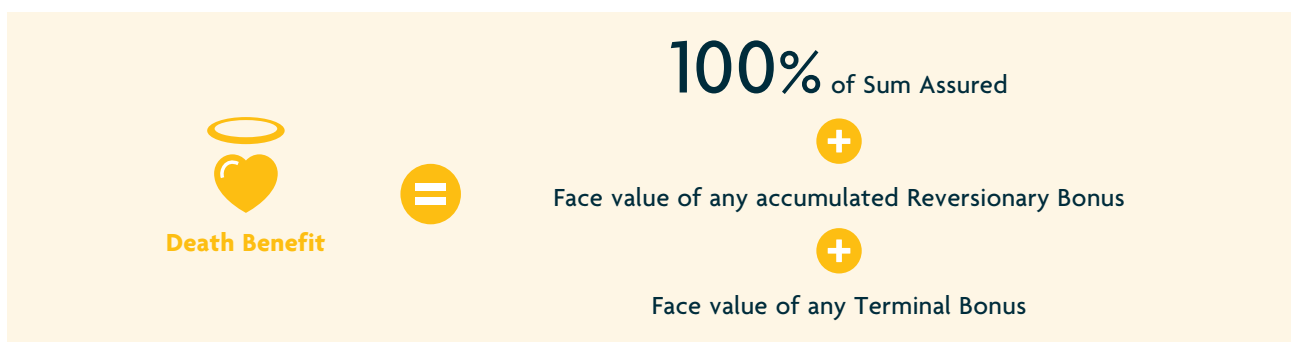 Death Benefit
=
100% of Sum Assured
+
Face value of any accumulated Reversionary Bonus
+
Face value of any Terminal Bonus